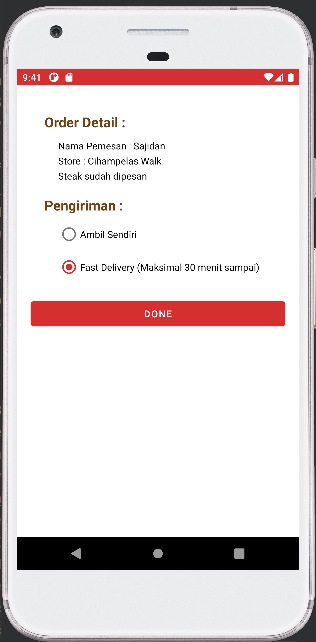 9:41
Order Detail :
Nama Pemesan : Sajidan
Store : Cihampelas Walk
Steak sudah dipesan
Pengiriman :
Ambil Sendiri
Fast Delivery (Maksimal 30 menit sampai)
DONE